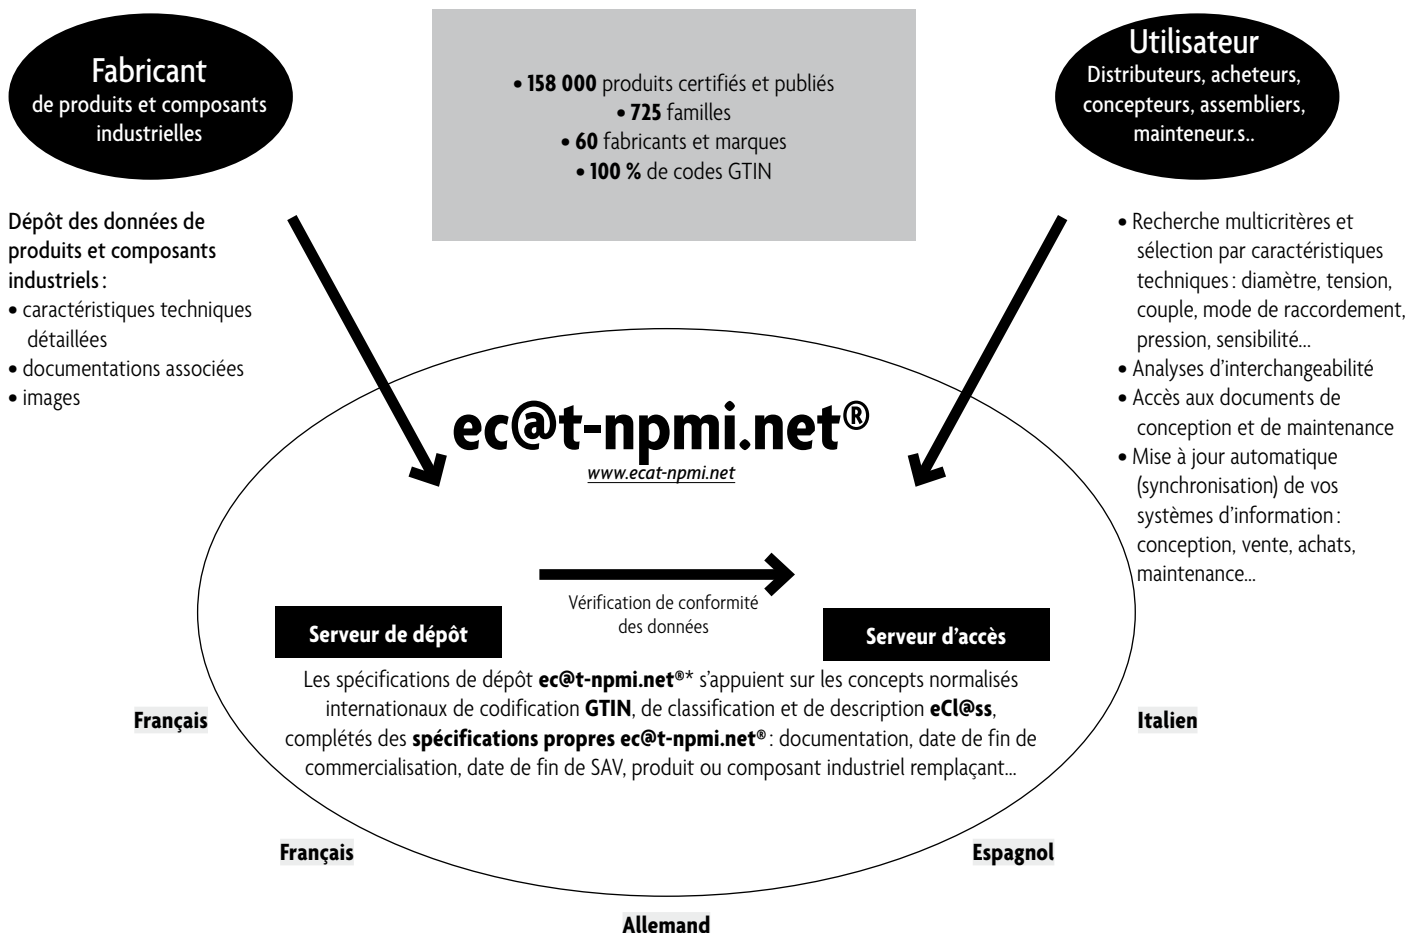 Fabricant
de produits et composants
industrielles
• 158 000 produits certifiés et publiés
• 725 familles
• 60 fabricants et marques
• 100 % de codes GTIN
Utilisateur
Distributeurs, acheteurs,
concepteurs, assembliers,
mainteneur.s..
Dépôt des données de
produits et composants
industriels :
• caractéristiques techniques
détaillées
• documentations associées
• images
• Recherche multicritères et
sélection par caractéristiques
techniques : diamètre, tension,
couple, mode de raccordement,
pression, sensibilité...
• Analyses d'interchangeabilité
• Accès aux documents de
conception et de maintenance
• Mise à jour automatique
(synchronisation) de vos
systèmes d'information :
conception, vente, achats,
maintenance...
ec@t-npmi.net®
www.ecat-npmi.net
Vérification de conformité
des données
Serveur de dépôt
Serveur d'accès
Les spécifications de dépôt ec@t-npmi.net®* s'appuient sur les concepts normalisés
internationaux de codification GTIN, de classification et de description eCl@ss,
complétés des spécifications propres ec@t-npmi.net® : documentation, date de fin de
commercialisation, date de fin de SAV, produit ou composant industriel remplaçant...
Français
Italien
Français
Espagnol
Allemand